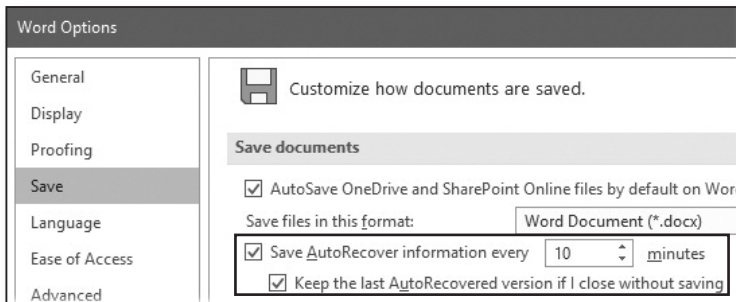 Word Options
General
Display
Proofing
Save
Language
Ease of Access
Advanced
Customize how documents are saved.
Save documents
AutoSave OneDrive and SharePoint Online files by default on
Save files in this format: Word Document (*.docx)
Save AutoRecover information every 10 minutes
Keep the last AutoRecovered version if I close without saving